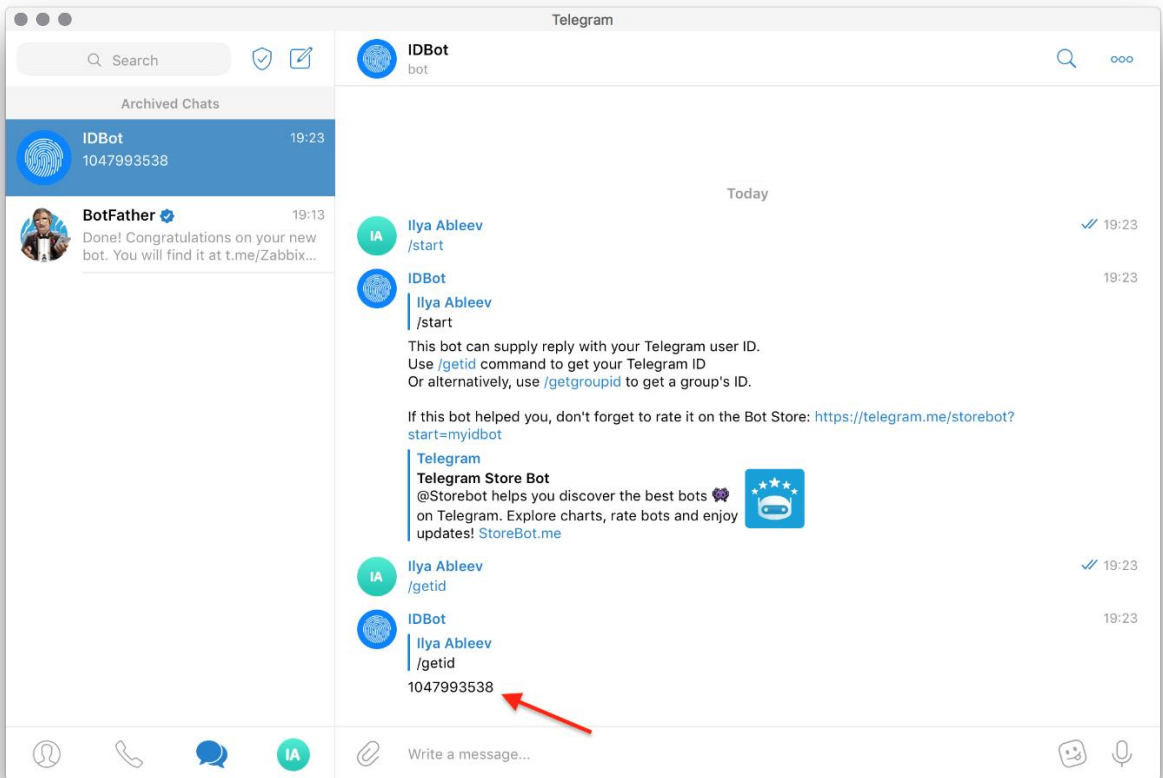 Telegram
Search
Archived Chats
IDBot 19:23
1047993538
BotFather 19:13
Done! Congratulations on your new
bot. You will find it at t.me/Zabbix...
IDBot
bot
Today
IA
Ilya Ableev 19:23
/start
IDBot 19:23
Ilya Ableev
/start
This bot can supply reply with your Telegram user ID.
Use /getid command to get your Telegram ID
Or alternatively, use /getgroupid to get a group's ID.
If this bot helped you, don't forget to rate it on the Bot Store: https://telegram.me/storebot?
start=myidbot
Telegram
Telegram Store Bot
@Storebot helps you discover the best bots 👾
on Telegram. Explore charts, rate bots and enjoy
updates! StoreBot.me
IA
Ilya Ableev 19:23
/getid
IDBot 19:23
Ilya Ableev
/getid
1047993538
IA
Write a message...